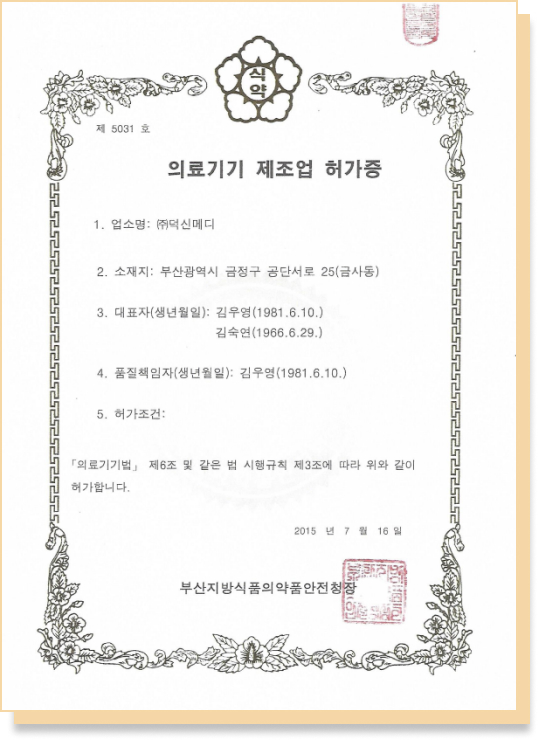 식
약
제 5031 호
의료기기 제조업 허가증
1. 업소명: ㈜덕신메디
2. 소재지: 부산광역시 금정구 공단서로 25(금사동)
3. 대표자(생년월일): 김우영(1981.6.10.)
김숙연(1966.6.29.)
4. 품질책임자(생년월일): 김우영(1981.6.10.)
5. 허가조건:
「의료기기법」 제6조 및 같은 법 시행규칙 제3조에 따라 위와 같이
허가합니다.
2015 년 7 월 16 일
부산지방식품의약품안전청장